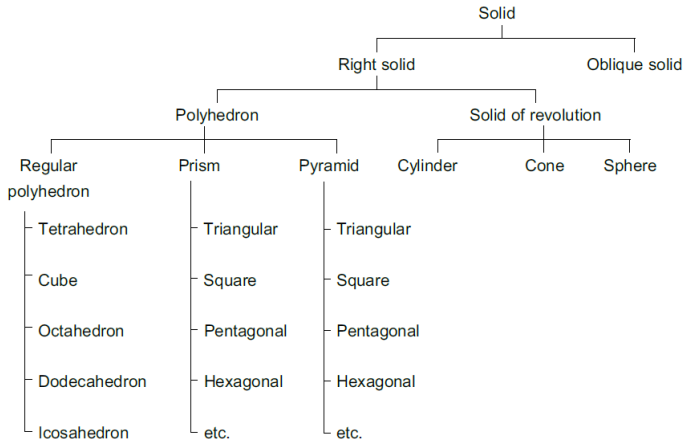 Solid
Right solid
Oblique solid
Polyhedron
Solid of revolution
Regular
polyhedron
Prism
Pyramid
Cylinder
Cone
Sphere
Tetrahedron
Triangular
Triangular
Cube
Square
Square
Octahedron
Pentagonal
Pentagonal
Dodecahedron
Hexagonal
Hexagonal
Icosahedron
etc.
etc.